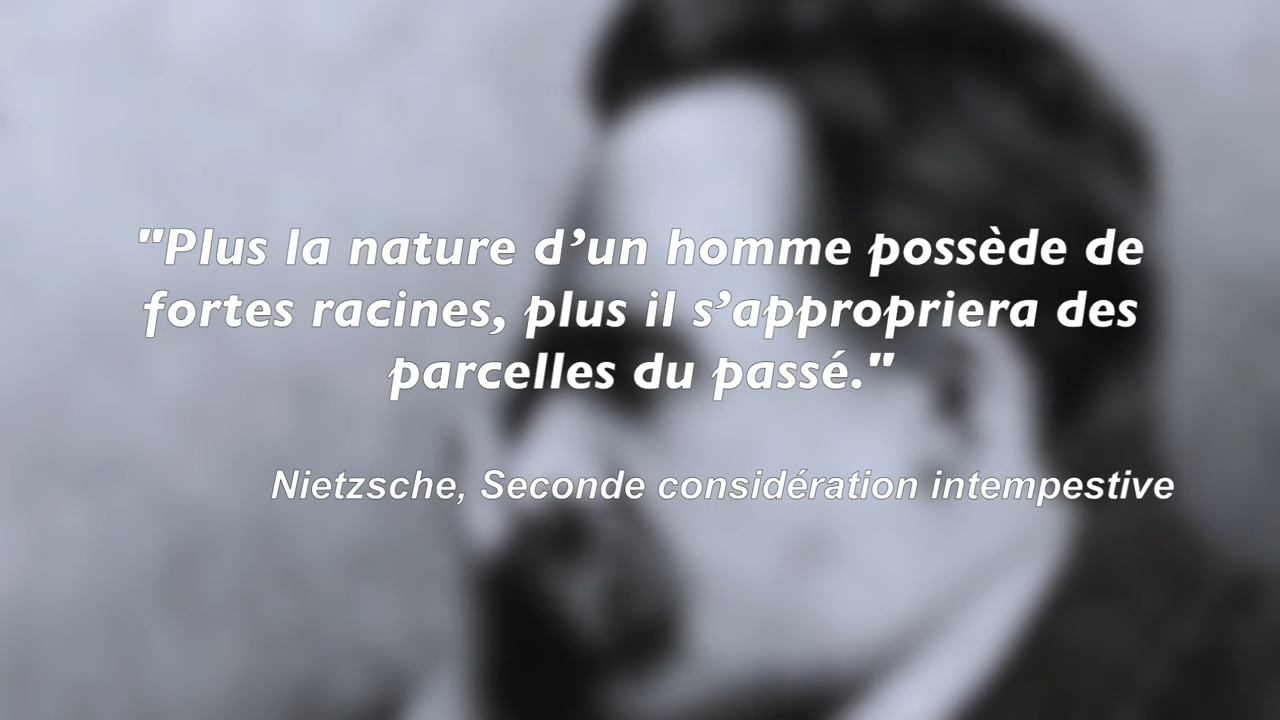 "Plus la nature d’un homme possède de
fortes racines, plus il s’appropriera des
parcelles du passé."
Nietzsche, Seconde considération intempestive